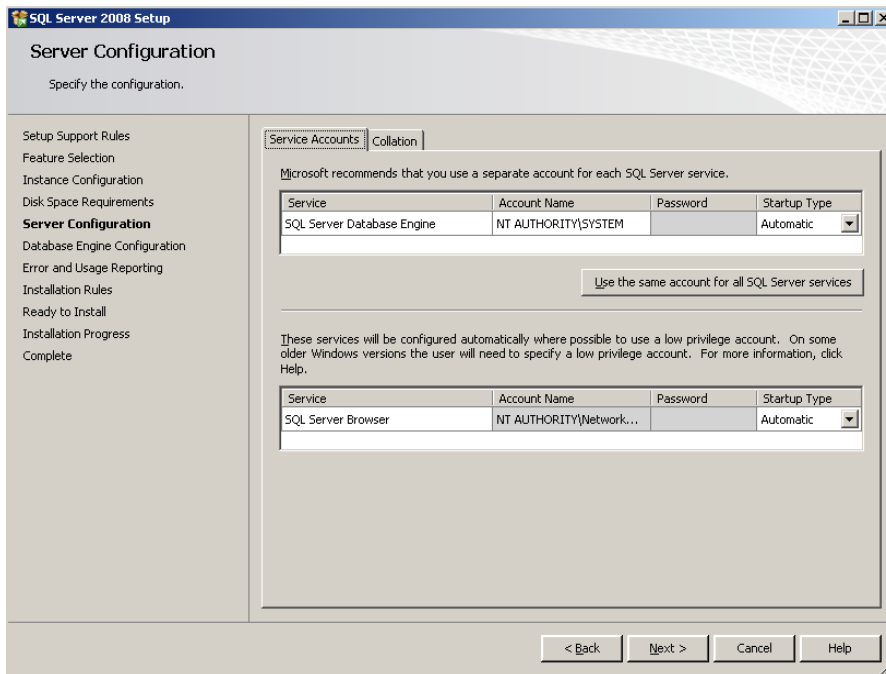 SQL Server 2008 Setup
Server Configuration
Specify the configuration.
Setup Support Rules
Feature Selection
Instance Configuration
Disk Space Requirements
Server Configuration
Database Engine Configuration
Error and Usage Reporting
Installation Rules
Ready to Install
Installation Progress
Complete
Service Accounts Collation
Microsoft recommends that you use a separate account for each SQL Server service.
Service Account Name Password Startup Type
SQL Server Database Engine NT AUTHORITY\SYSTEM Automatic
Use the same account for all SQL Server services
These services will be configured automatically where possible to use a low privilege account. On some
older Windows versions the user will need to specify a low privilege account. For more information, click
Help.
Service Account Name Password Startup Type
SQL Server Browser NT AUTHORITY\Network... Automatic
< Back Next > Cancel Help